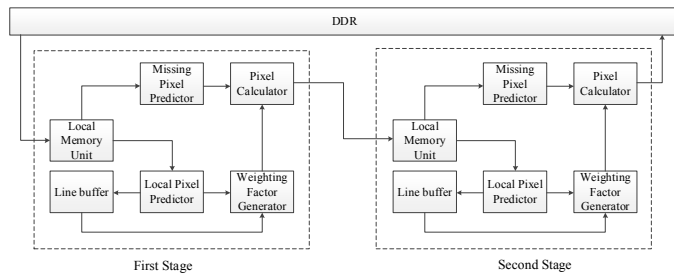 DDR
Missing
Pixel
Predictor
Pixel
Calculator
Local
Memory
Unit
Line buffer
Local Pixel
Predictor
Weighting
Factor
Generator
First Stage
Missing
Pixel
Predictor
Pixel
Calculator
Local
Memory
Unit
Line buffer
Local Pixel
Predictor
Weighting
Factor
Generator
Second Stage